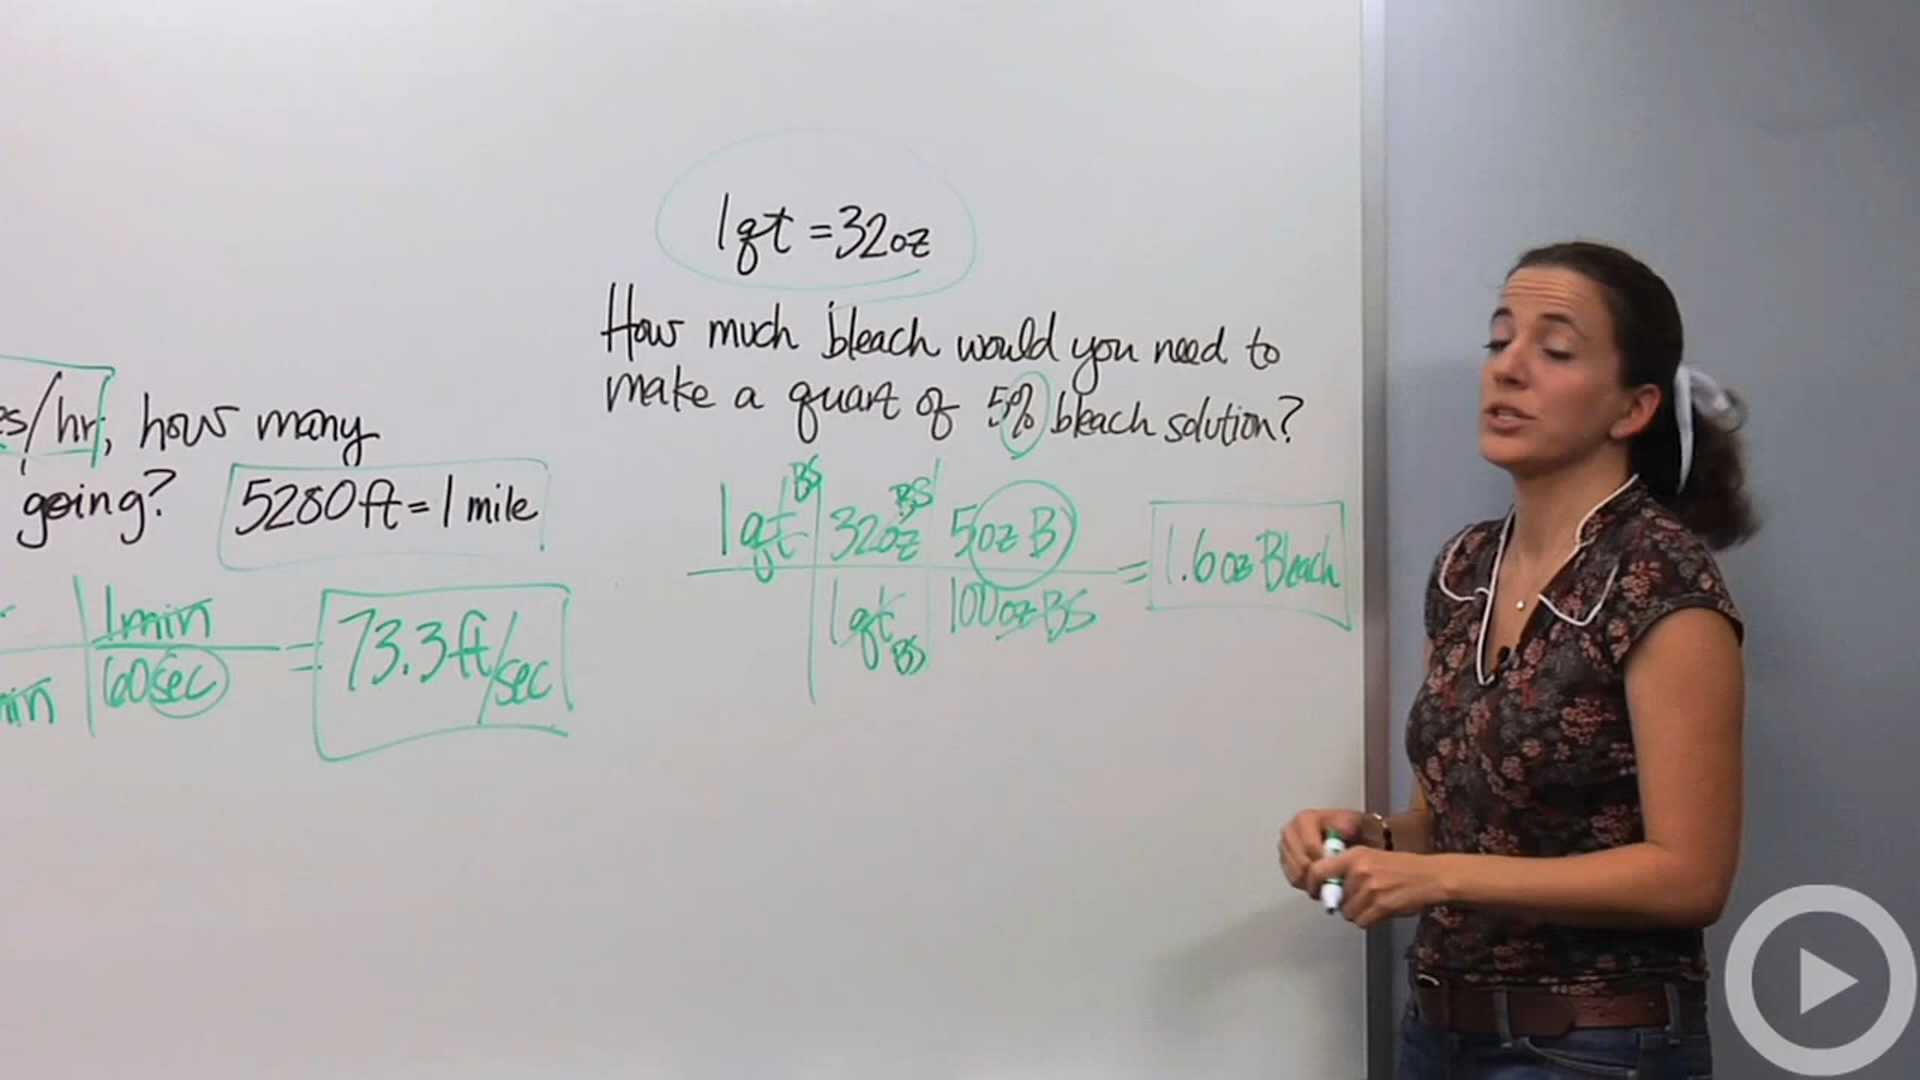 es/hr, how many
going? 5280ft = 1 mile
1min
min 60sec = 73.3ft/sec
1qt = 32oz
How much bleach would you need to
make a quart of 5% bleach solution?
1qt BS 32oz BS 5oz B
1qt BS 100oz BS = 1.6oz Bleach